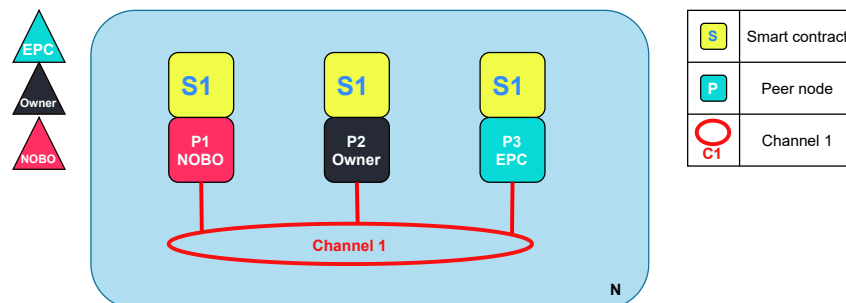 EPC
Owner
NOBO
S1
S1
S1
P1
NOBO
P2
Owner
P3
EPC
Channel 1
N
S
Smart contract
P
Peer node
C1
Channel 1